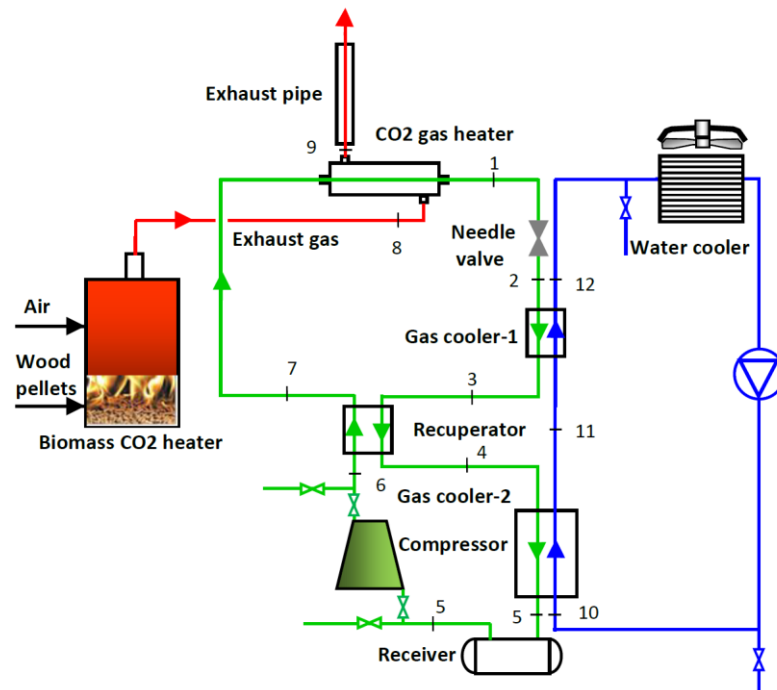 Exhaust pipe
CO2 gas heater
9
1
Exhaust gas
8
Needle
valve
Water cooler
2
12
Air
Gas cooler-1
Wood
pellets
7
3
Biomass CO2 heater
Recuperator
11
4
6
Gas cooler-2
Compressor
5
5
10
Receiver